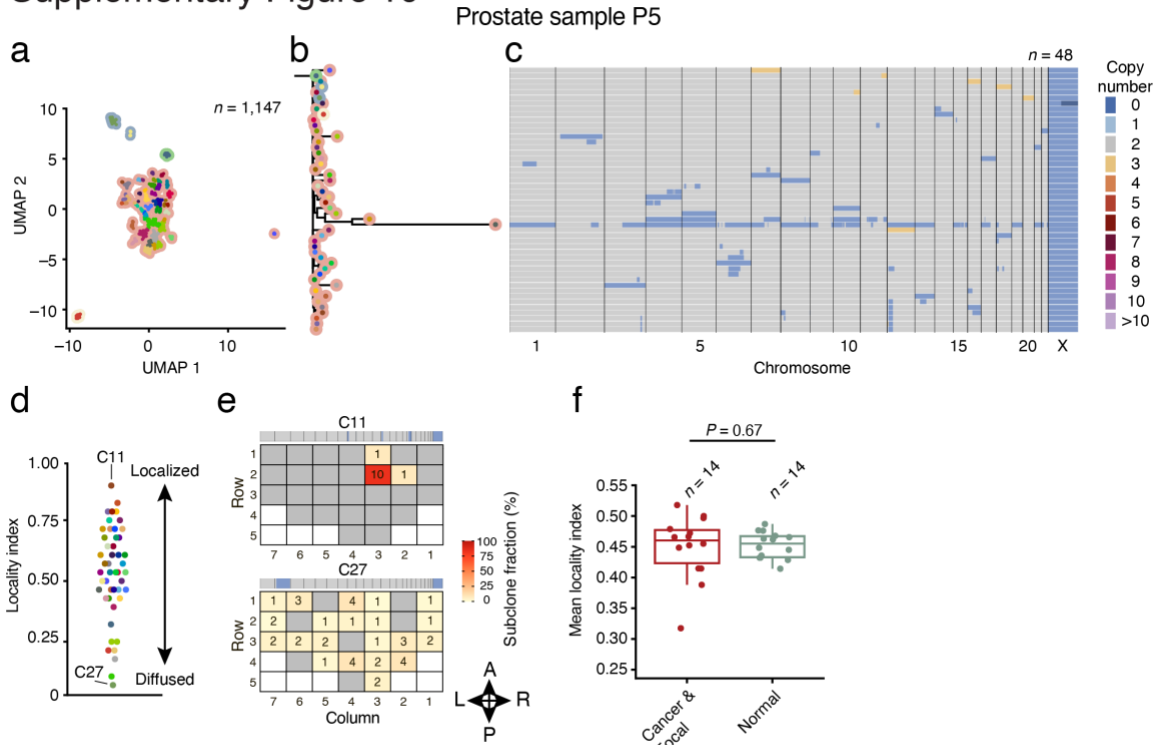 Prostate sample P5
a
b
c
n = 1,147
n = 48
UMAP 2
10
5
0
−5
−10
−10 0 10
UMAP 1
1 5 10 15 20 X
Chromosome
Copy
number
0
1
2
3
4
5
6
7
8
9
10
>10
d
e
f
Locality index
1.00
0.75
0.50
0.25
0
C11
Localized
C27
Diffused
C11
Row
1 1
2 10 1
3
4
5
7 6 5 4 3 2 1
C27
Row
1 1 3 4 1 1
2 2 1 1 1 1
3 2 2 2 1 3 2
4 1 4 2 4
5 2
7 6 5 4 3 2 1
Column
100
75
50
25
0
Subclone fraction (%)
A
L R
P
P = 0.67
n = 14
n = 14
Mean locality index
0.55
0.50
0.45
0.40
0.35
0.30
0.25
Cancer &
Normal